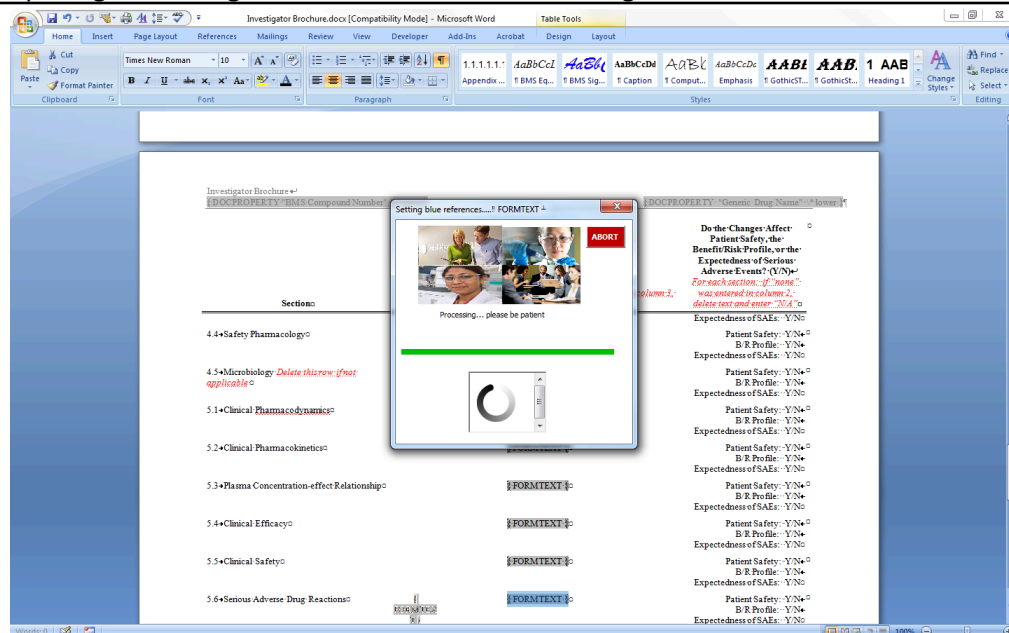 Investigator Brochure.docx [Compatibility Mode] - Microsoft Word
Table Tools
Home Insert Page Layout References Mailings Review View Developer Add-Ins Acrobat Design Layout
Paste
Cut
Copy
Format Painter
Clipboard
Times New Roman 10
Font
Paragraph
1.1.1.1.1. AaBbCcI AaBb( AaBbCcDd AaBk AaBbCcDc AABE AAB. 1 AAB
Appendix ... ¶ BMS Eq... ¶ BMS Sig... ¶ Caption ¶ Comput... Emphasis ¶ GothicST... ¶ GothicSt... Heading 1
Change Styles
Styles
Find
Replace
Select
Editing
Investigator·Brochure
{ DOCPROPERTY "BMS Compound Number"
{ DOCPROPERTY "Generic Drug Name" \* lower }¶
Section¤
Do·the·Changes·Affect·
Patient·Safety,·the·
Benefit/Risk·Profile,·or·the·
Expectedness·of·Serious·
Adverse·Events?·(Y/N)
For·each·section:·if·"none"·
column·3,· was·entered·in·column·2,·
delete·text·and·enter·"N/A"¤
Setting blue references.....!! FORMTEXT
ABORT
Processing... please be patient
Expectedness·of·SAEs:··Y/N¤
4.4 Safety·Pharmacology¤
Patient·Safety:··Y/N
B/R·Profile:··Y/N
Expectedness·of·SAEs:··Y/N¤
4.5 Microbiology·Delete·this·row·if·not·
applicable¤
Patient·Safety:··Y/N
B/R·Profile:··Y/N
Expectedness·of·SAEs:··Y/N¤
5.1 Clinical·Pharmacodynamics¤
Patient·Safety:··Y/N
B/R·Profile:··Y/N
Expectedness·of·SAEs:··Y/N¤
5.2 Clinical·Pharmacokinetics¤
Patient·Safety:··Y/N
B/R·Profile:··Y/N
Expectedness·of·SAEs:··Y/N¤
5.3 Plasma·Concentration-effect·Relationship¤
{ FORMTEXT }¤
Patient·Safety:··Y/N
B/R·Profile:··Y/N
Expectedness·of·SAEs:··Y/N¤
5.4 Clinical·Efficacy¤
{ FORMTEXT }¤
Patient·Safety:··Y/N
B/R·Profile:··Y/N
Expectedness·of·SAEs:··Y/N¤
5.5 Clinical·Safety¤
{ FORMTEXT }¤
Patient·Safety:··Y/N
B/R·Profile:··Y/N
Expectedness·of·SAEs:··Y/N¤
5.6 Serious·Adverse·Drug·Reactions¤
{ FORMTEXT }¤
Patient·Safety:··Y/N
B/R·Profile:··Y/N
Expectedness·of·SAEs:··Y/N¤
Words: 0
100%